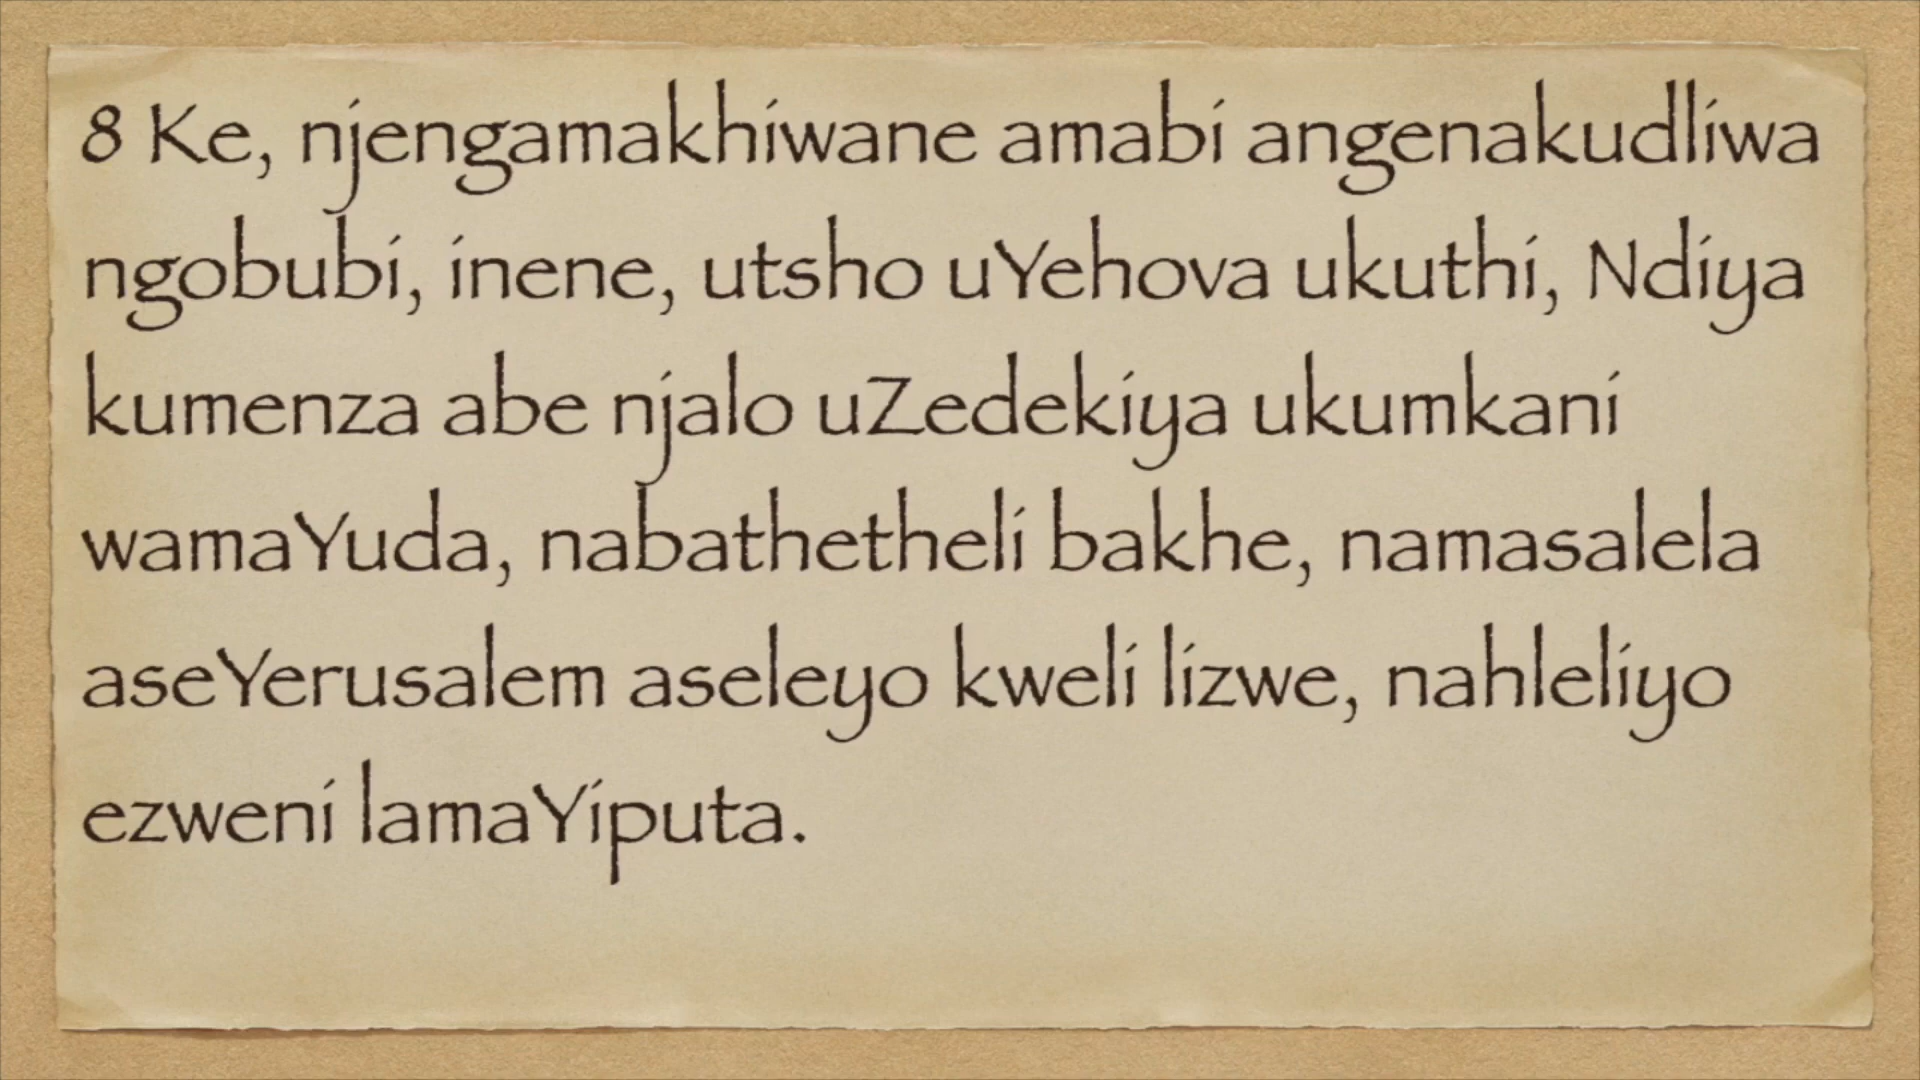 8 Ke, njengamakhiwane amabi angenakudliwa
ngobubi, inene, utsho uYehova ukuthi, Ndiya
kumenza abe njalo uZedekiya ukumkani
wamaYuda, nabathetheli bakhe, namasalela
aseYerusalem aseleyo kweli lizwe, nahleliyo
ezweni lamaYiputa.